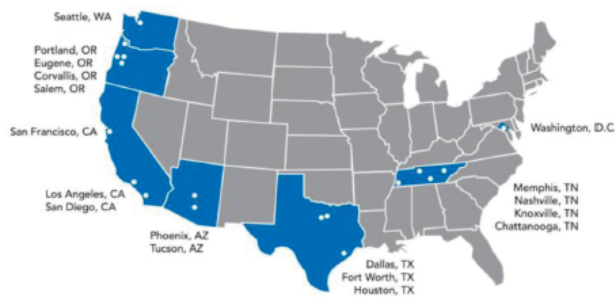 Seattle, WA
Portland, OR
Eugene, OR
Corvallis, OR
Salem, OR
San Francisco, CA
Los Angeles, CA
San Diego, CA
Phoenix, AZ
Tucson, AZ
Dallas, TX
Fort Worth, TX
Houston, TX
Washington, D.C.
Memphis, TN
Nashville, TN
Knoxville, TN
Chattanooga, TN